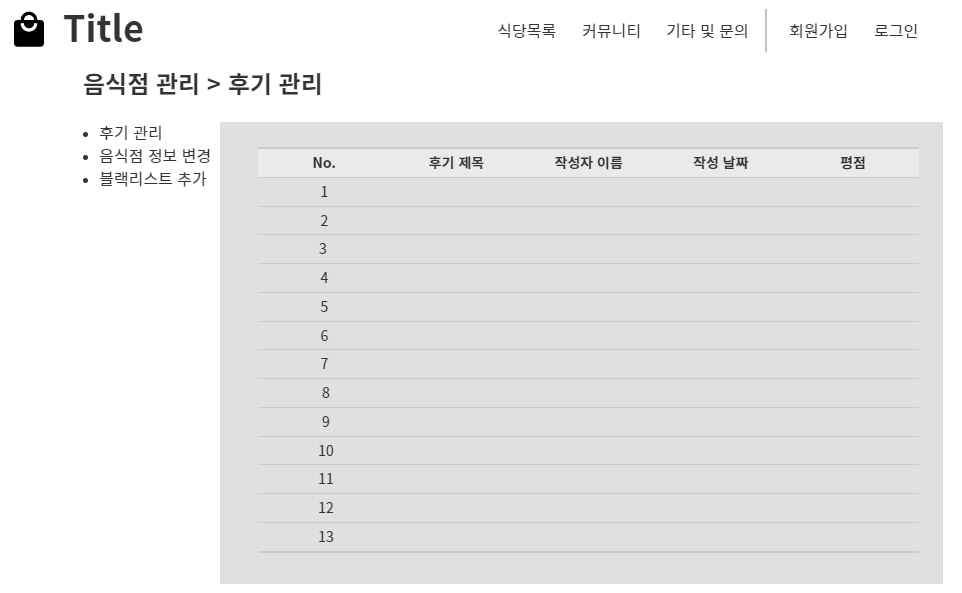 Title 식당목록 커뮤니티 기타 및 문의 회원가입 로그인
음식점 관리 > 후기 관리
• 후기 관리
• 음식점 정보 변경
• 블랙리스트 추가
No. 후기 제목 작성자 이름 작성 날짜 평점
1
2
3
4
5
6
7
8
9
10
11
12
13